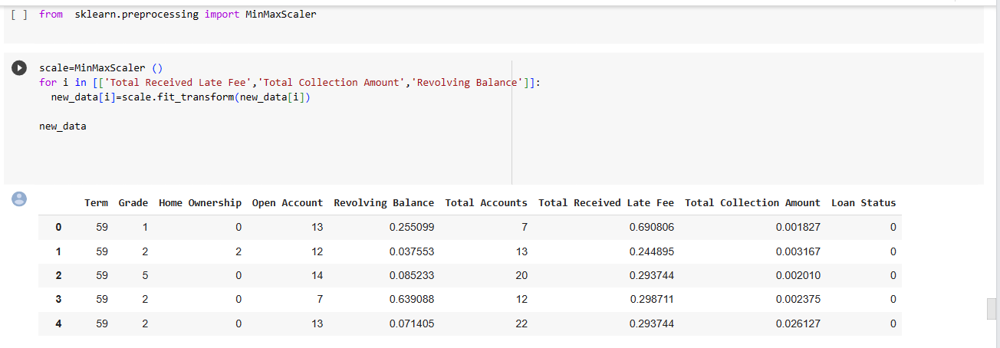 [ ] from  sklearn.preprocessing import MinMaxScaler
scale=MinMaxScaler ()
for i in [['Total Received Late Fee','Total Collection Amount','Revolving Balance']]:
  new_data[i]=scale.fit_transform(new_data[i])
new_data
Term Grade Home Ownership Open Account Revolving Balance Total Accounts Total Received Late Fee Total Collection Amount Loan Status
0 59 1 0 13 0.255099 7 0.690806 0.001827 0
1 59 2 2 12 0.037553 13 0.244895 0.003167 0
2 59 5 0 14 0.085233 20 0.293744 0.002010 0
3 59 2 0 7 0.639088 12 0.298711 0.002375 0
4 59 2 0 13 0.071405 22 0.293744 0.026127 0